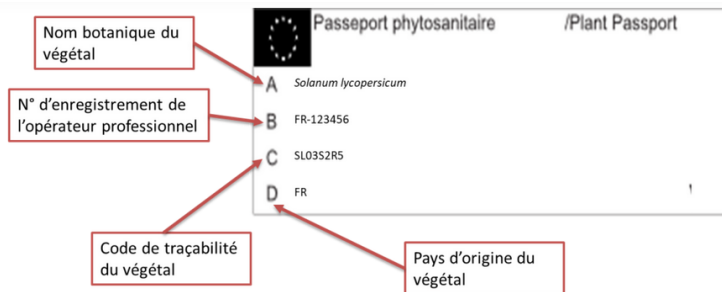 Passeport phytosanitaire /Plant Passport
Nom botanique du
végétal
A Solanum lycopersicum
N° d'enregistrement de
l'opérateur professionnel
B FR-123456
C SL03S2R5
D FR
Code de traçabilité
du végétal
Pays d'origine du
végétal